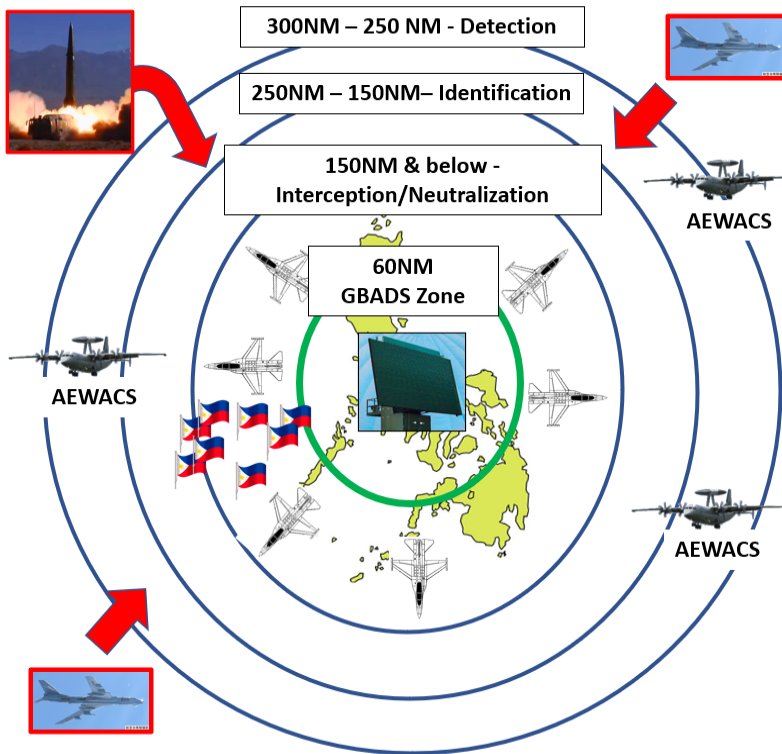 300NM – 250 NM - Detection
250NM – 150NM– Identification
150NM & below -
Interception/Neutralization
AEWACS
60NM
GBADS Zone
AEWACS
AEWACS